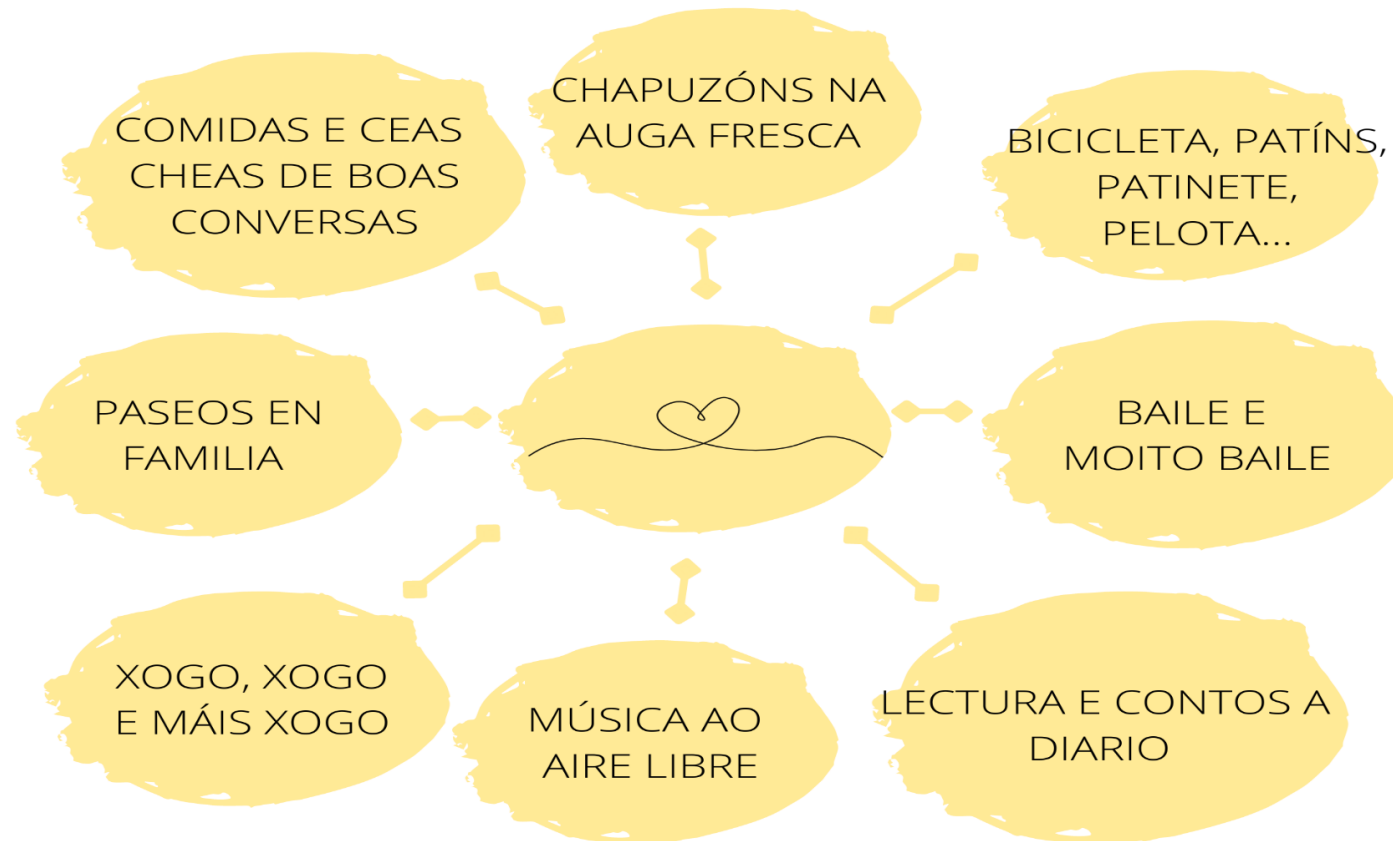 CHAPUZÓNS NA
AUGA FRESCA
COMIDAS E CEAS
CHEAS DE BOAS
CONVERSAS
BICICLETA, PATÍNS,
PATINETE,
PELOTA...
PASEOS EN
FAMILIA
BAILE E
MOITO BAILE
XOGO, XOGO
E MÁIS XOGO
MÚSICA AO
AIRE LIBRE
LECTURA E CONTOS A
DIARIO